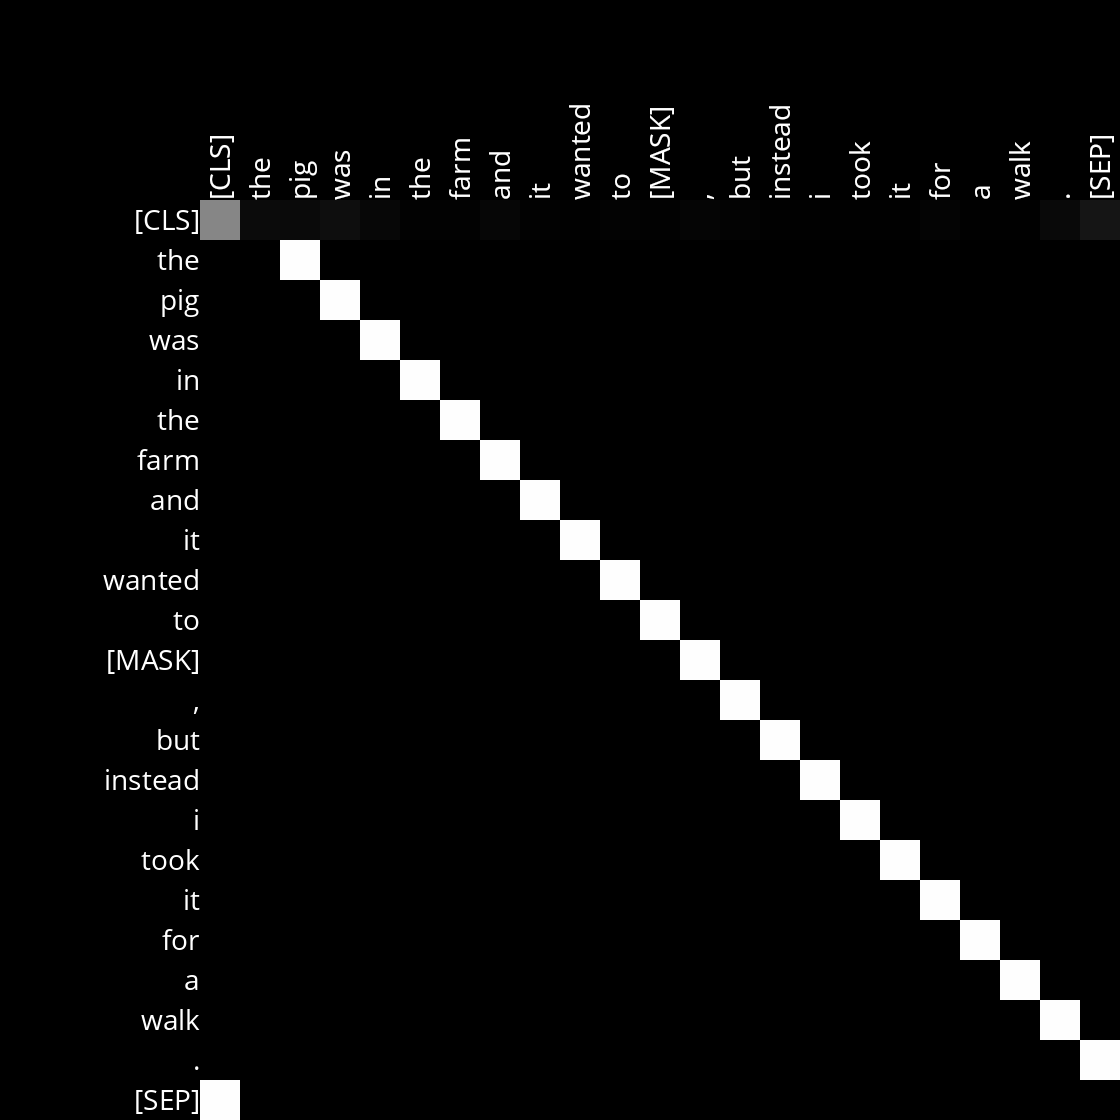 [CLS] the pig was in the farm and it wanted to [MASK] , but instead i took it for a walk . [SEP]
[CLS]
the
pig
was
in
the
farm
and
it
wanted
to
[MASK]
,
but
instead
i
took
it
for
a
walk
.
[SEP]